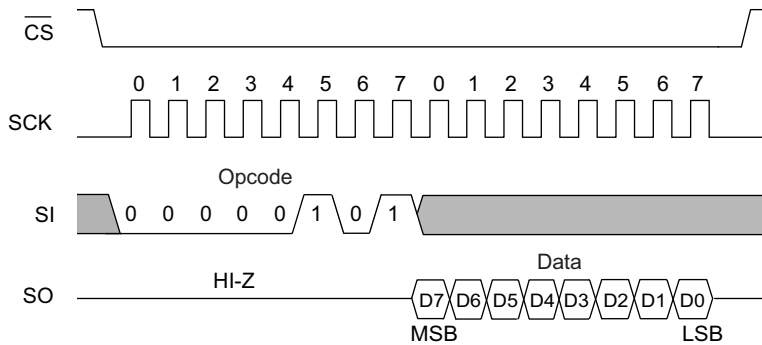 CS
0 1 2 3 4 5 6 7 0 1 2 3 4 5 6 7
SCK
Opcode
SI 0 0 0 0 0 1 0 1
HI-Z Data
SO D7 D6 D5 D4 D3 D2 D1 D0
MSB LSB